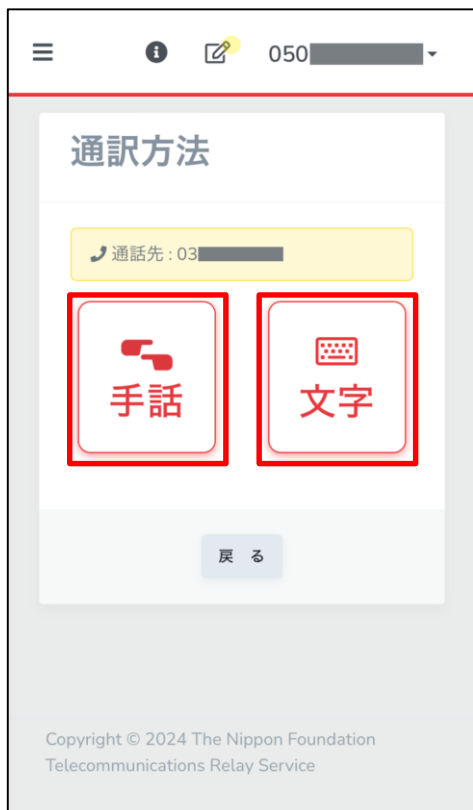 050
通訳方法
通話先 : 03
手話
文字
戻 る
Copyright © 2024 The Nippon Foundation
Telecommunications Relay Service